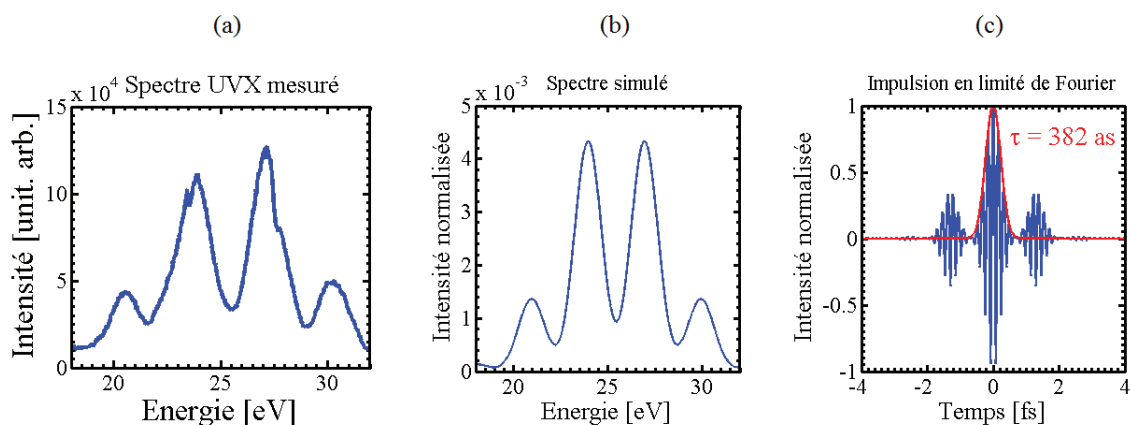 (a)
(b)
(c)
x 10⁴ Spectre UVX mesuré
15
10
5
0
20
25
30
Intensité [unit. arb.]
Energie [eV]
x 10⁻³ Spectre simulé
5
4
3
2
1
0
20
25
30
Intensité normalisée
Energie [eV]
Impulsion en limité de Fourier
τ = 382 as
1
0.5
0
-0.5
-1
-4
-2
0
2
4
Intensité normalisée
Temps [fs]